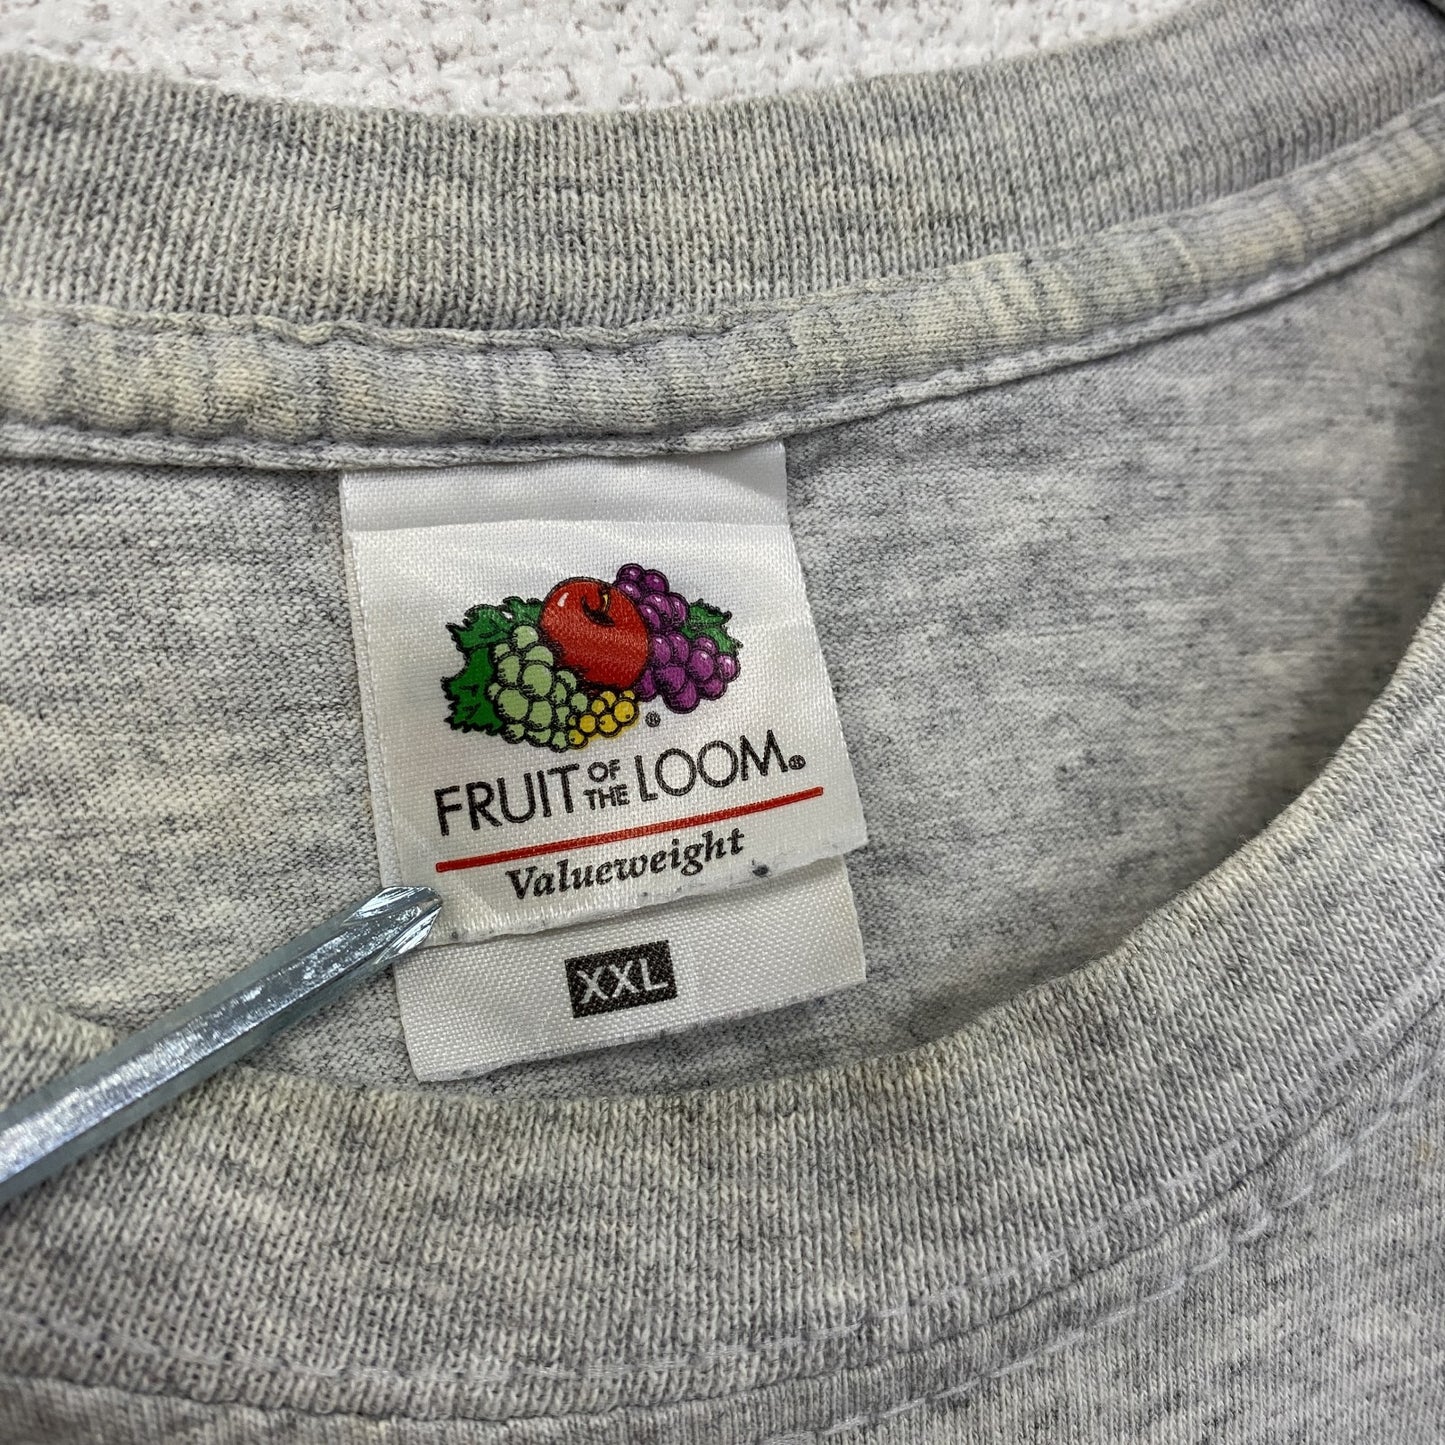 ®
FRUIT OF THE LOOM®
Valueweight
XXL